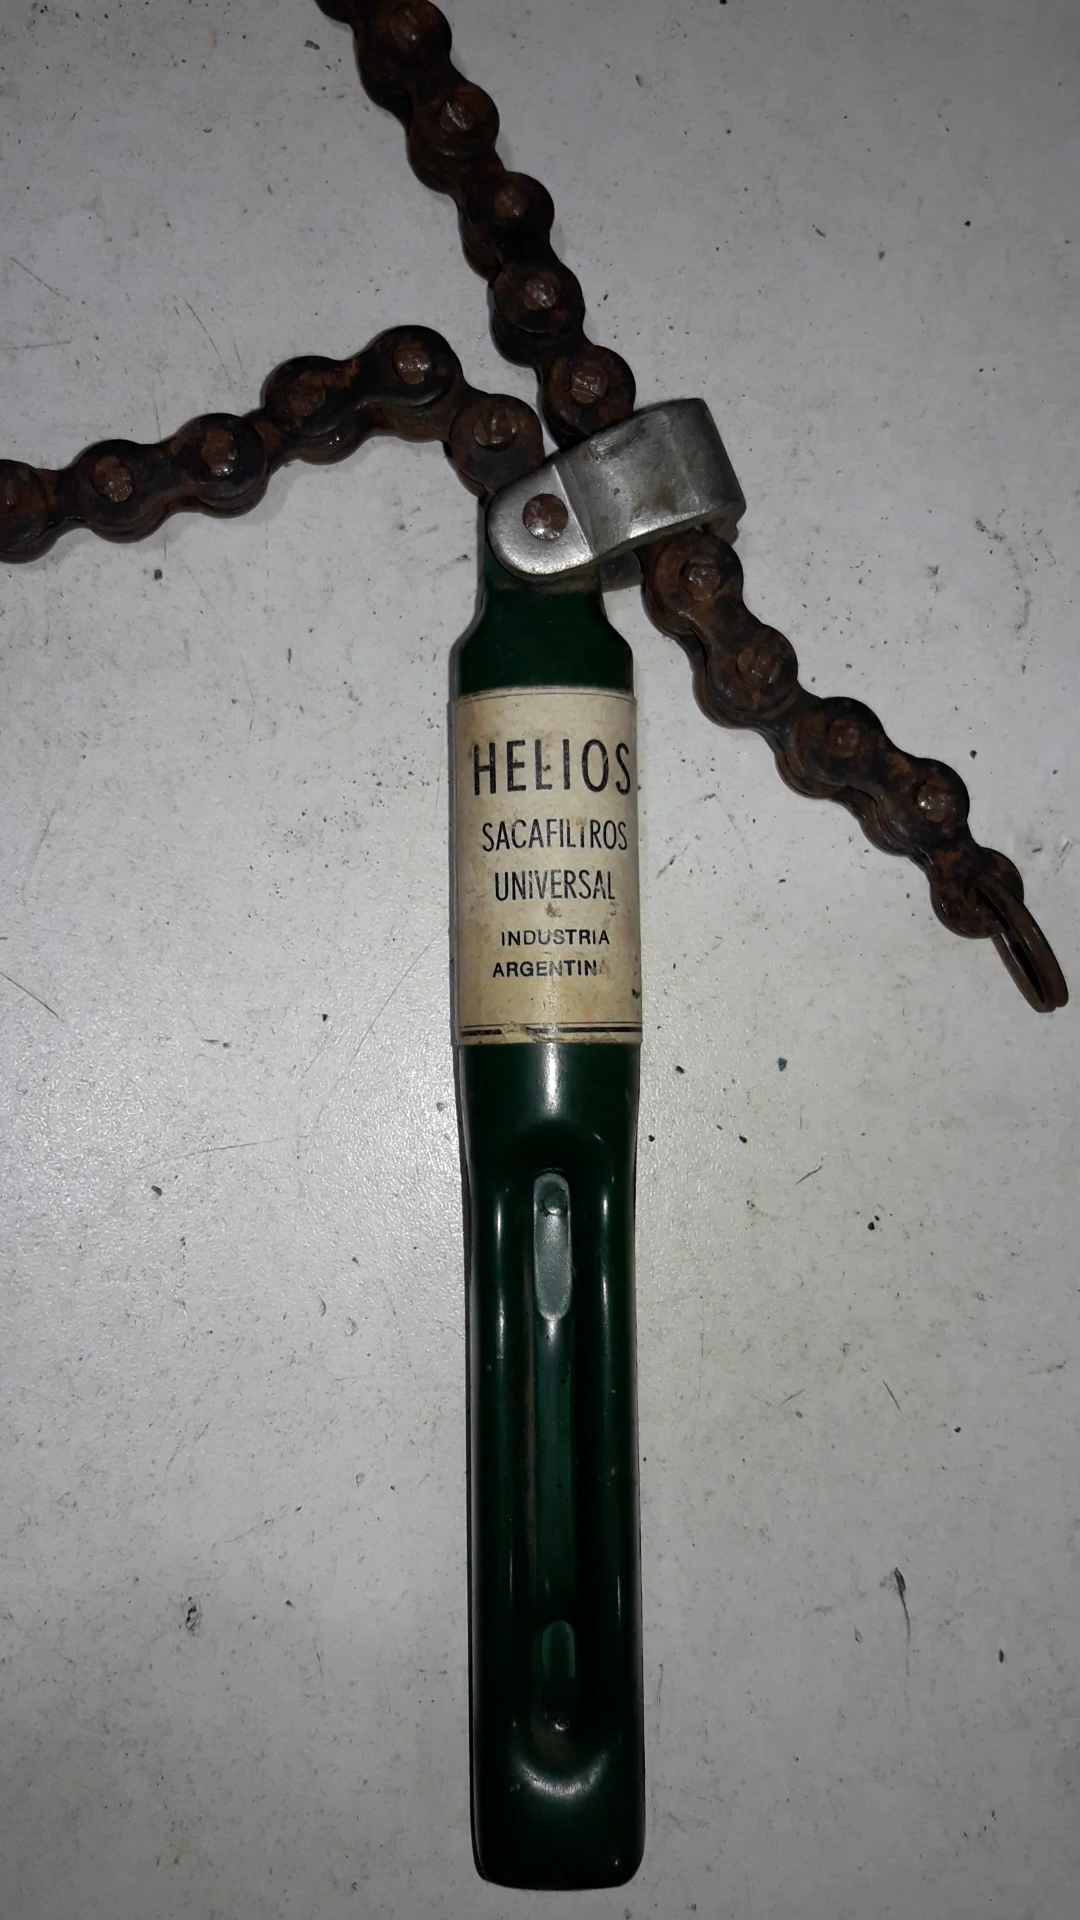 HELIOS
SACAFILTROS
UNIVERSAL
INDUSTRIA
ARGENTINA